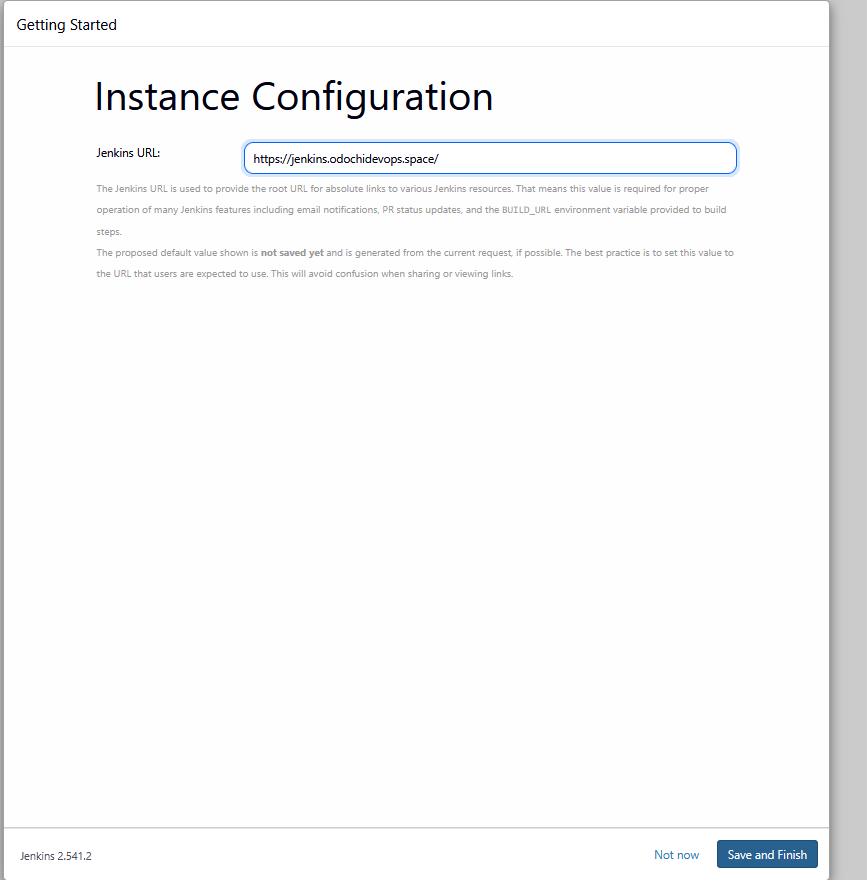 Getting Started
Instance Configuration
Jenkins URL:
https://jenkins.odochidevops.space/
The Jenkins URL is used to provide the root URL for absolute links to various Jenkins resources. That means this value is required for proper
operation of many Jenkins features including email notifications, PR status updates, and the BUILD_URL environment variable provided to build
steps.
The proposed default value shown is not saved yet and is generated from the current request, if possible. The best practice is to set this value to
the URL that users are expected to use. This will avoid confusion when sharing or viewing links.
Jenkins 2.541.2
Not now
Save and Finish